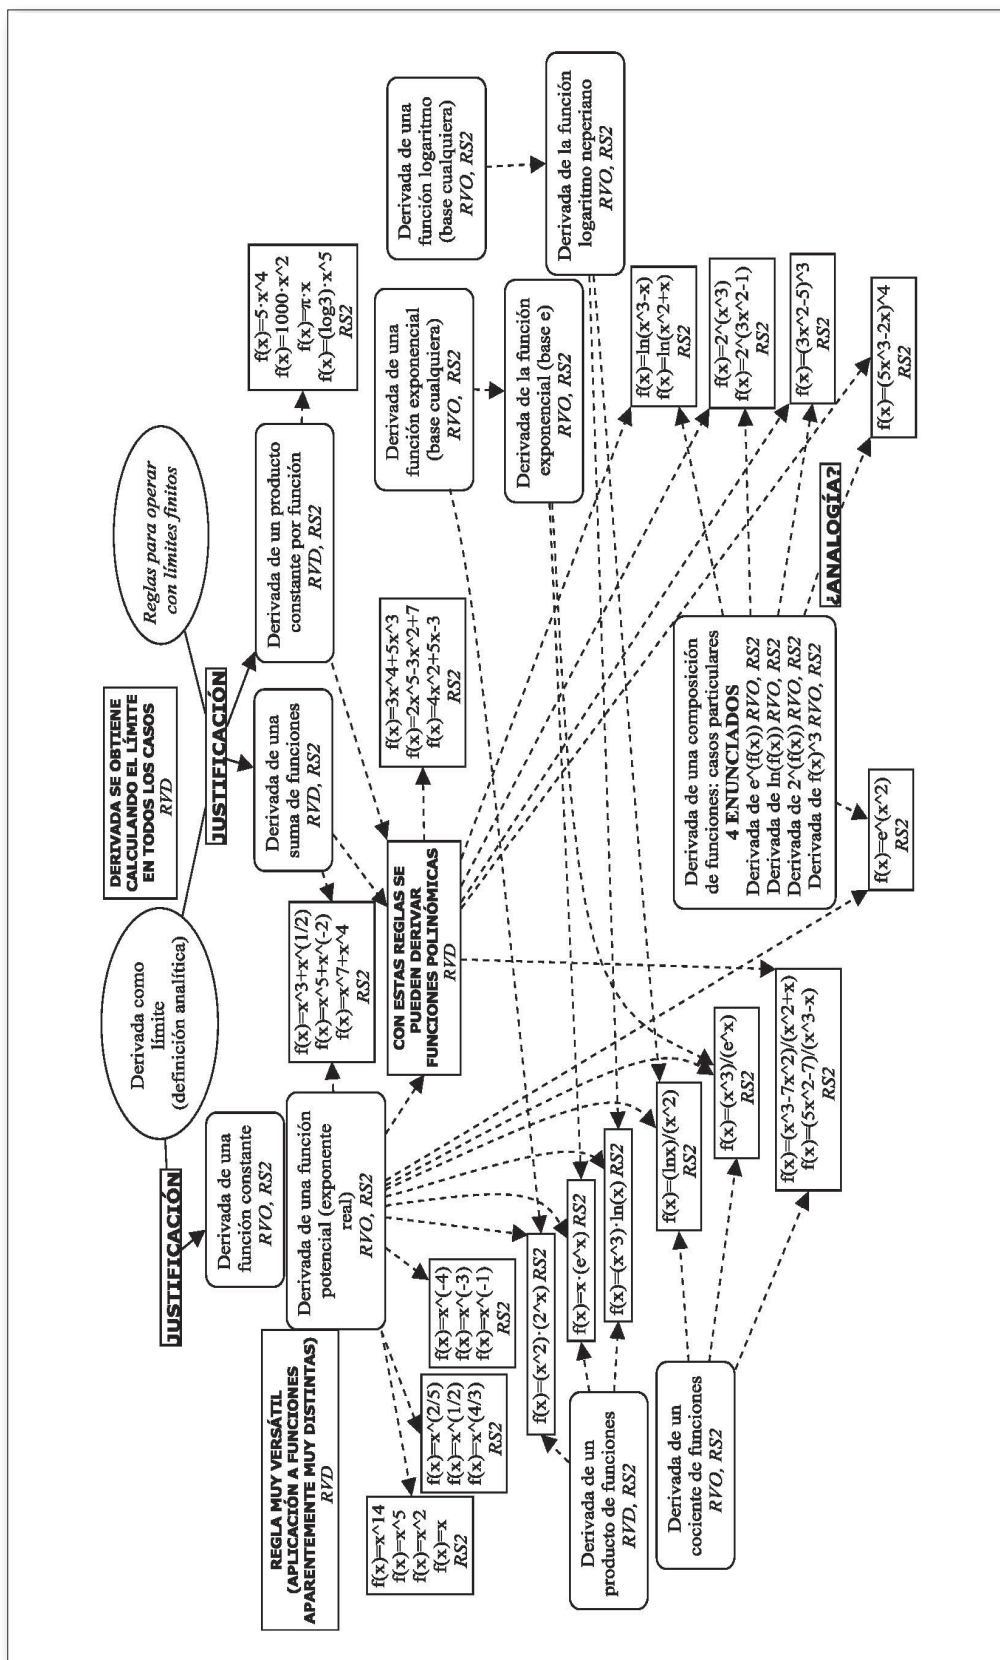 DERIVADA SE OBTIENE
CALCULANDO EL LÍMITE
EN TODOS LOS CASOS
RVD
Derivada como
límite
(definición analítica)
Reglas para operar
con límites finitos
JUSTIFICACIÓN
JUSTIFICACIÓN
Derivada de una
función constante
RVO, RS2
Derivada de una
suma de funciones
RVD, RS2
Derivada de un producto
constante por función
RVD, RS2
f(x)=5·x^4
f(x)=1000·x^2
f(x)=π·x
f(x)=(log3)·x^5
RS2
REGLA MUY VERSÁTIL
(APLICACIÓN A FUNCIONES
APARENTEMENTE MUY DISTINTAS)
RVD
Derivada de una función
potencial (exponente
real)
RVO, RS2
f(x)=x^3+x^(1/2)
f(x)=x^5+x^(-2)
f(x)=x^7+x^4
RS2
CON ESTAS REGLAS SE
PUEDEN DERIVAR
FUNCIONES POLINÓMICAS
RVD
f(x)=3x^4+5x^3
f(x)=2x^5-3x^2+7
f(x)=4x^2+5x-3
RS2
Derivada de una
función exponencial
(base cualquiera)
RVO, RS2
Derivada de una
función logaritmo
(base cualquiera)
RVO, RS2
f(x)=x^14
f(x)=x^5
f(x)=x^2
f(x)=x
RS2
f(x)=x^(2/5)
f(x)=x^(1/2)
f(x)=x^(4/3)
RS2
f(x)=x^(-4)
f(x)=x^(-3)
f(x)=x^(-1)
RS2
Derivada de la función
exponencial (base e)
RVO, RS2
Derivada de la función
logaritmo neperiano
RVO, RS2
f(x)=(x^2)·(2^x) RS2
f(x)=x·(e^x) RS2
f(x)=(x^3)·ln(x) RS2
Derivada de un
producto de funciones
RVD, RS2
f(x)=ln(x^3-x)
f(x)=ln(x^2+x)
RS2
f(x)=2^(x^3)
f(x)=2^(3x^2-1)
RS2
f(x)=(3x^2-5)^3
RS2
f(x)=(5x^3-2x)^4
RS2
¿ANALOGÍA?
Derivada de un
cociente de funciones
RVO, RS2
f(x)=(lnx)/(x^2)
RS2
f(x)=(x^3)/(e^x)
RS2
f(x)=(x^3-7x^2)/(x^2+x)
f(x)=(5x^2-7)/(x^3-x)
RS2
Derivada de una composición
de funciones: casos particulares
4 ENUNCIADOS
Derivada de e^(f(x)) RVO, RS2
Derivada de ln(f(x)) RVO, RS2
Derivada de 2^(f(x)) RVO, RS2
Derivada de f(x)^3 RVO, RS2
f(x)=e^(x^2)
RS2